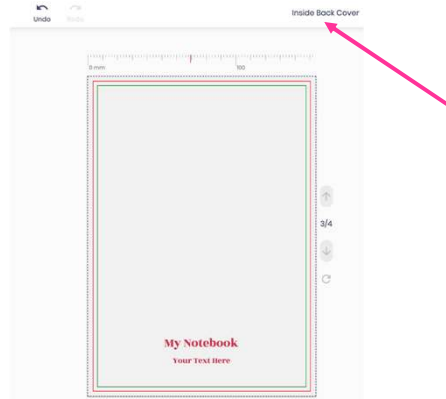 Undo
Redo
Inside Back Cover
0 mm
100
3/4
My Notebook
Your Text Here